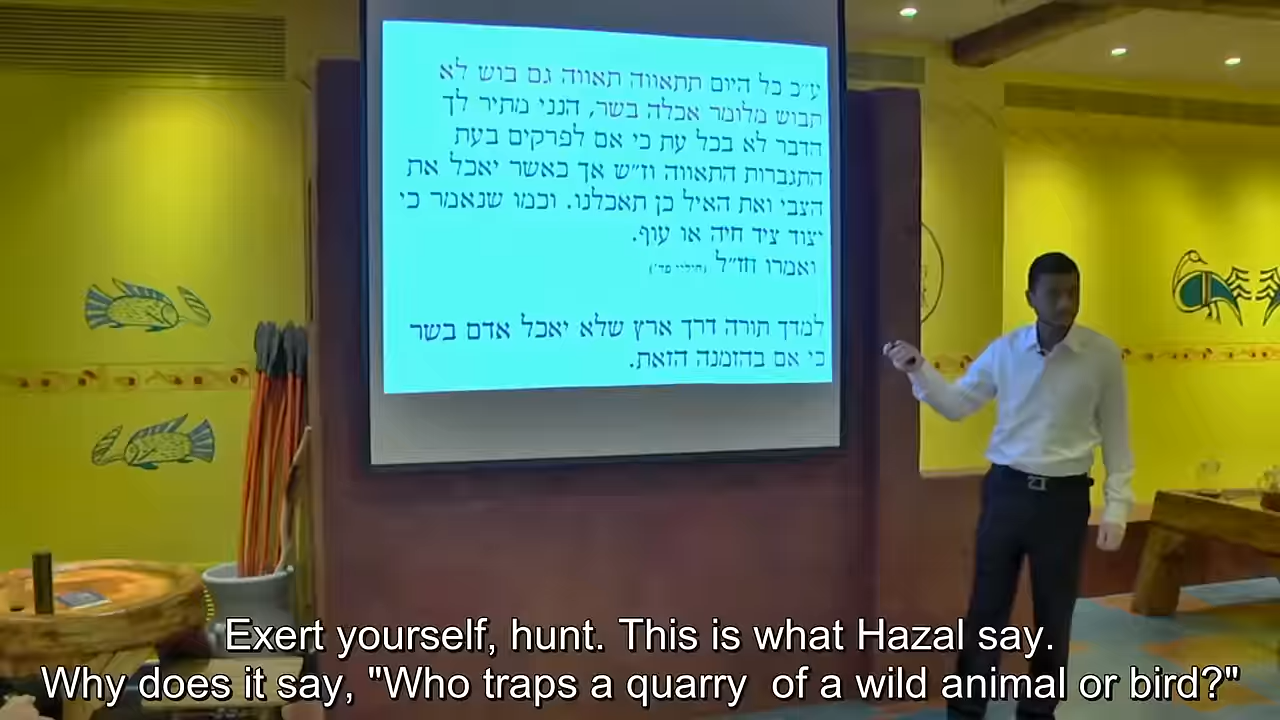 ע״כ כל היום תתאווה תאווה גם בוש לא
תבוש מלומר אכלה בשר, הנני מתיר לך
הדבר לא בכל עת כי אם לפרקים בעת
התגברות התאווה וז״ש אך כאשר יאכל את
הצבי ואת האיל כן תאכלנו. וכמו שנאמר כי
יצוד ציד חיה או עוף.
ואמרו חז״ל (חולין פד׳)
למדך תורה דרך ארץ שלא יאכל אדם בשר
כי אם בהזמנה הזאת.
Exert yourself, hunt. This is what Hazal say.
Why does it say, "Who traps a quarry of a wild animal or bird?"